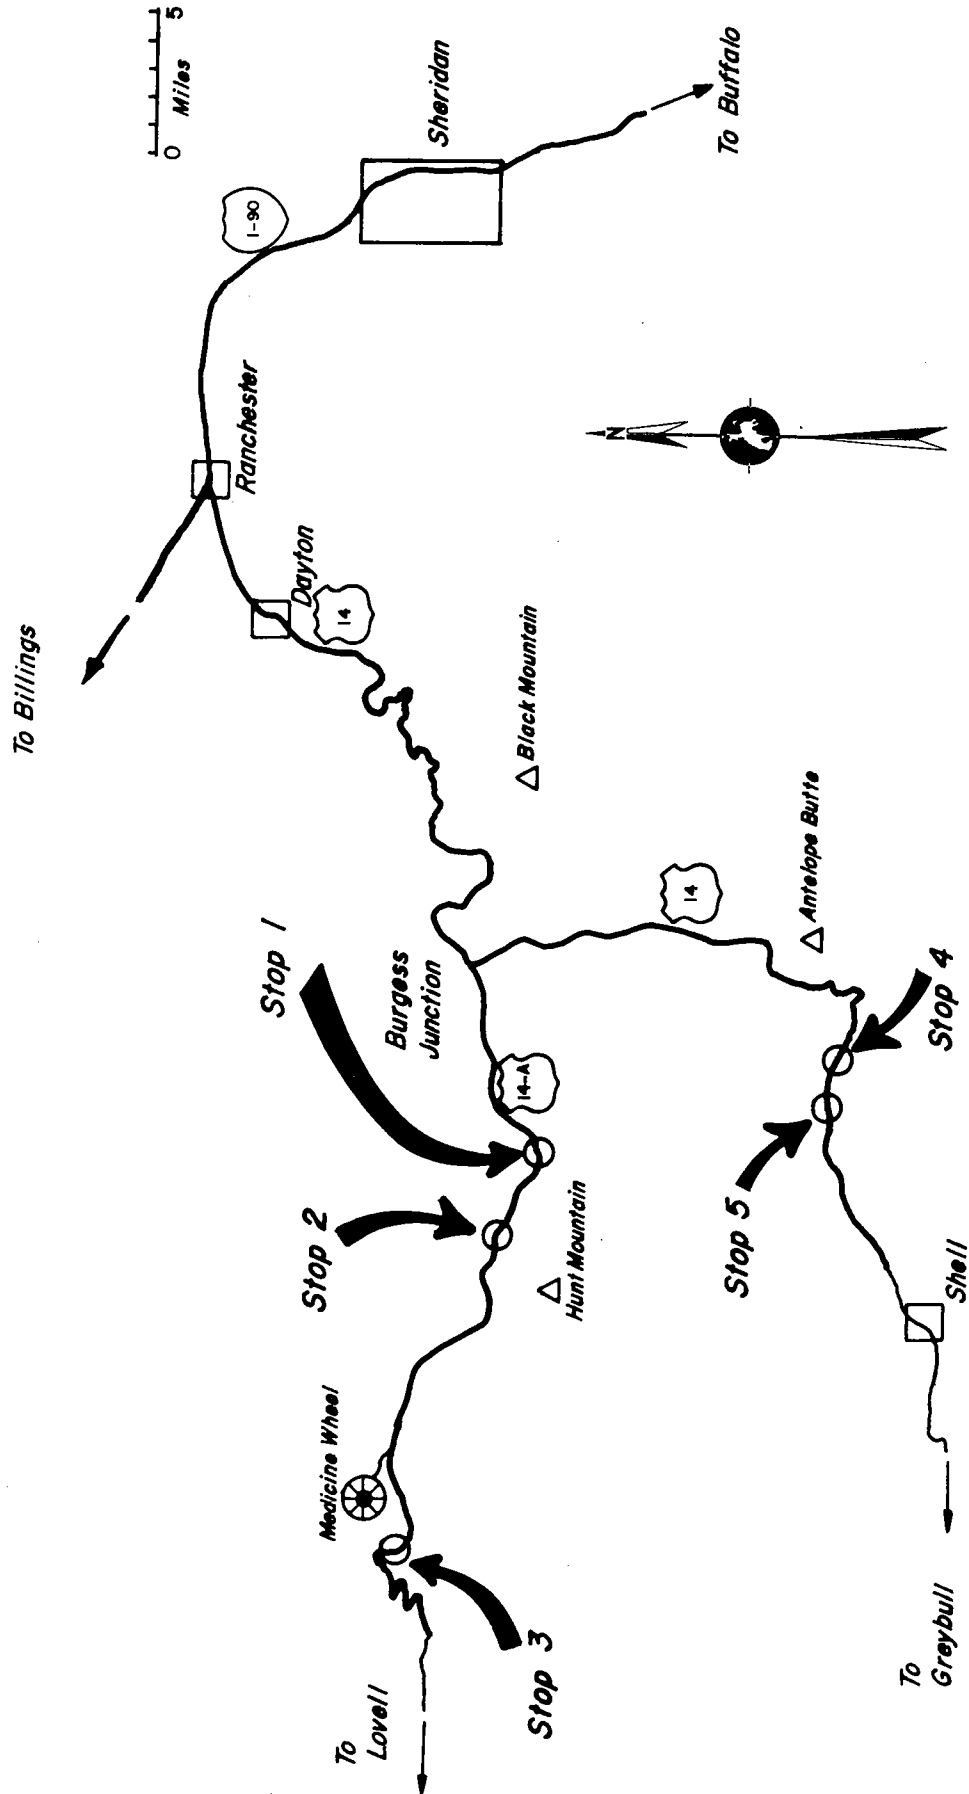 To Billings
0
5
Miles
I-90
Sheridan
To Buffalo
Ranchester
Dayton
14
N
Black Mountain
Stop 1
Burgess
Junction
14
Antelope Butte
14-A
Stop 4
Stop 2
Hunt Mountain
Stop 5
Shell
Medicine Wheel
Stop 3
To
Lovell
To
Greybull